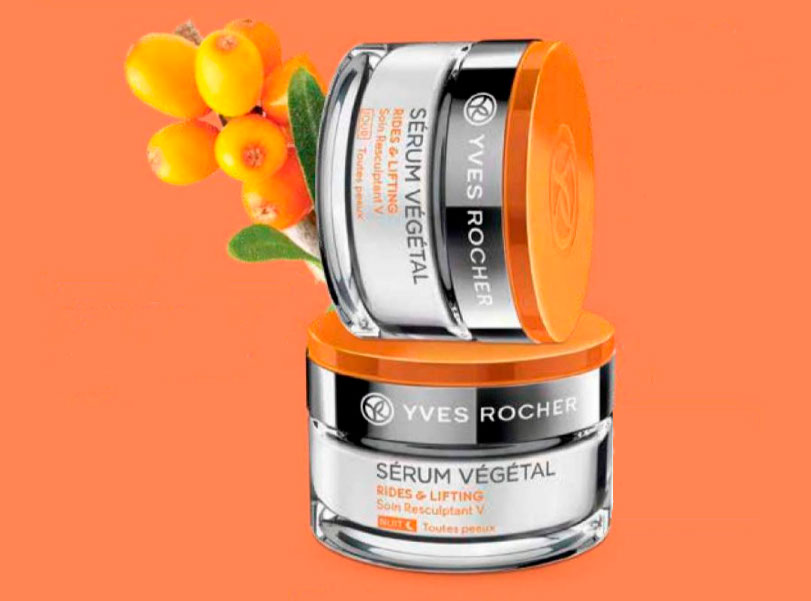 YVES ROCHER
SÉRUM VÉGÉTAL
RIDES & LIFTING
Soin Resculptant V
JOUR Toutes peaux
YVES ROCHER
SÉRUM VÉGÉTAL
RIDES & LIFTING
Soin Resculptant V
NUIT Toutes peaux